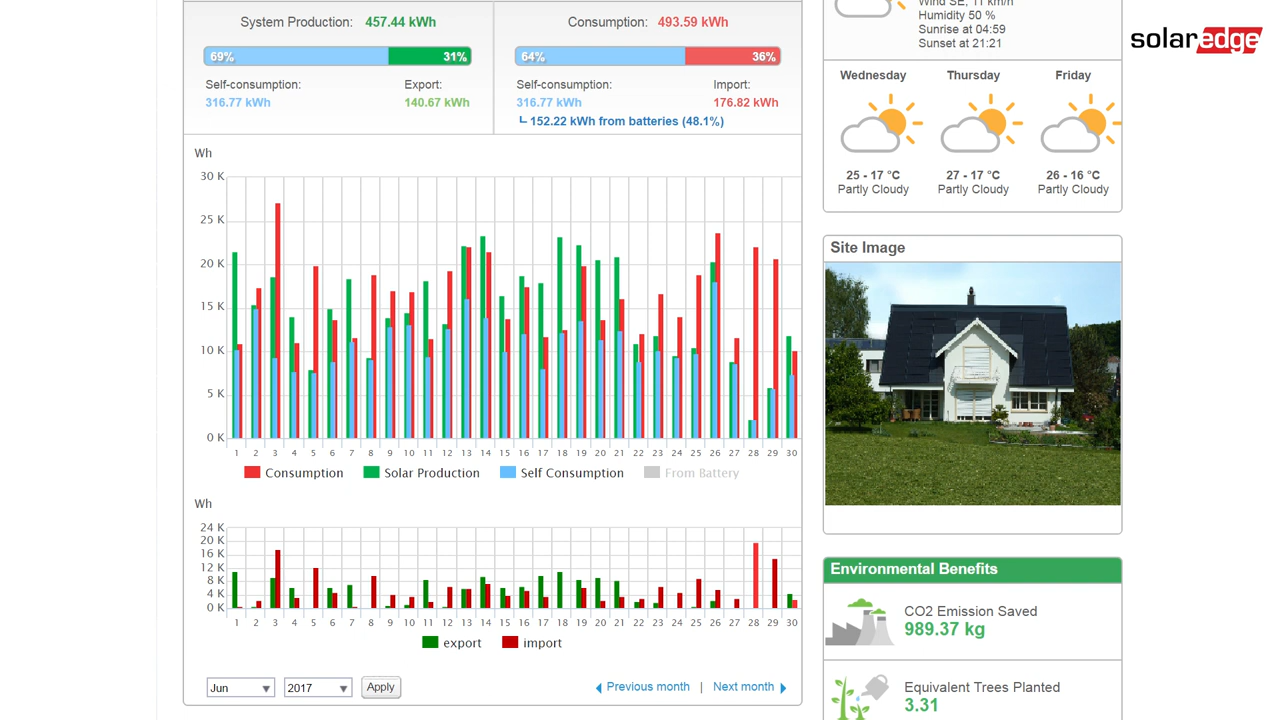 System Production: 457.44 kWh
69% 31%
Self-consumption: Export:
316.77 kWh 140.67 kWh
Consumption: 493.59 kWh
64% 36%
Self-consumption: Import:
316.77 kWh 176.82 kWh
152.22 kWh from batteries (48.1%)
Wh
30 K
25 K
20 K
15 K
10 K
5 K
0 K
1 2 3 4 5 6 7 8 9 10 11 12 13 14 15 16 17 18 19 20 21 22 23 24 25 26 27 28 29 30
Consumption Solar Production Self Consumption From Battery
Wh
24 K
20 K
16 K
12 K
8 K
4 K
0 K
1 2 3 4 5 6 7 8 9 10 11 12 13 14 15 16 17 18 19 20 21 22 23 24 25 26 27 28 29 30
export import
Jun 2017 Apply Previous month | Next month
Wind SE, 11 km/h
Humidity 50 %
Sunrise at 04:59
Sunset at 21:21
Wednesday Thursday Friday
25 - 17 °C 27 - 17 °C 26 - 16 °C
Partly Cloudy Partly Cloudy Partly Cloudy
Site Image
Environmental Benefits
CO2 Emission Saved
989.37 kg
Equivalent Trees Planted
3.31
solaredge